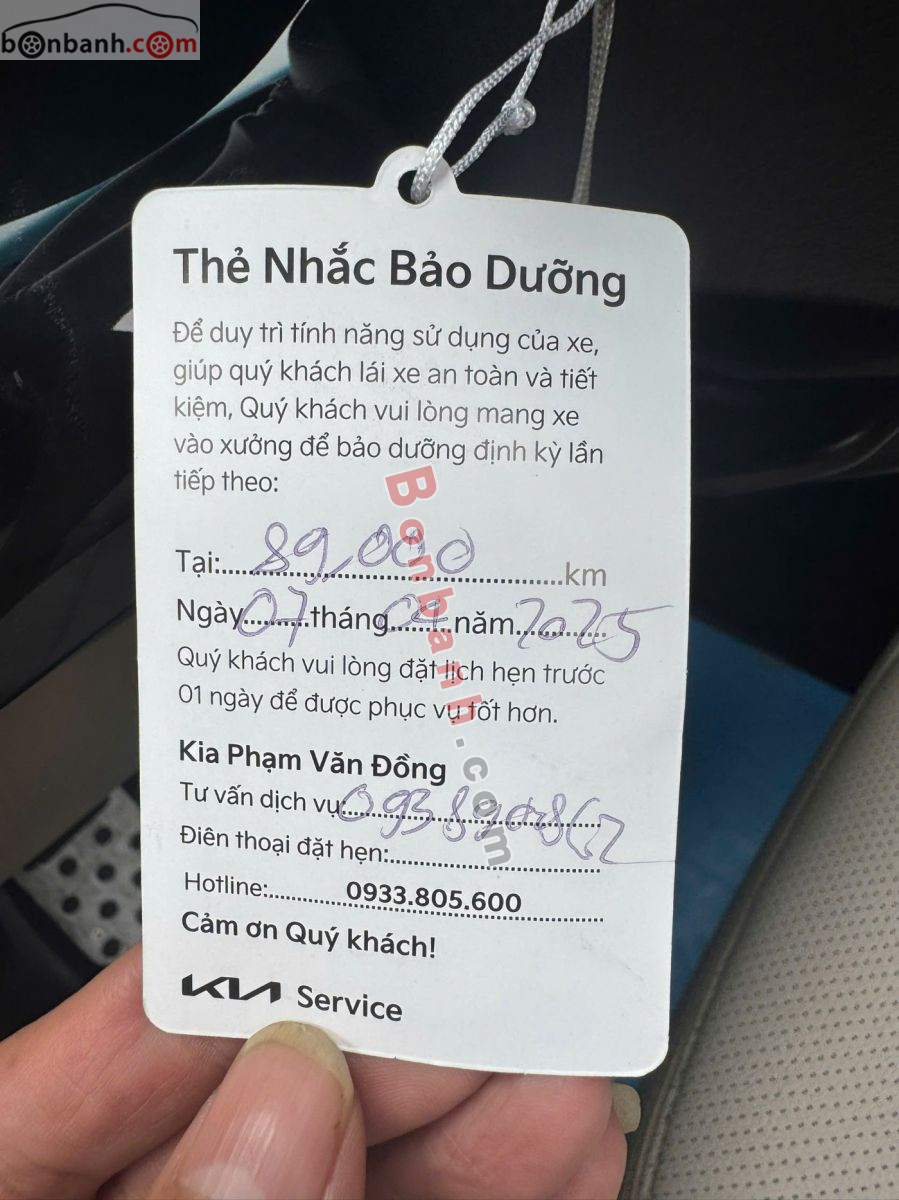 bonbanh.com
Thẻ Nhắc Bảo Dưỡng
Để duy trì tính năng sử dụng của xe,
giúp quý khách lái xe an toàn và tiết
kiệm, Quý khách vui lòng mang xe
vào xưởng để bảo dưỡng định kỳ lần
tiếp theo:
Tại:...89,000...km
Ngày...07...tháng......năm...2025
Quý khách vui lòng đặt lịch hẹn trước
01 ngày để được phục vụ tốt hơn.
Kia Phạm Văn Đồng
Tư vấn dịch vụ:
Điện thoại đặt hẹn:...
Hotline:...0933.805.600...
Cảm ơn Quý khách!
KIA Service
Bonbanh.com